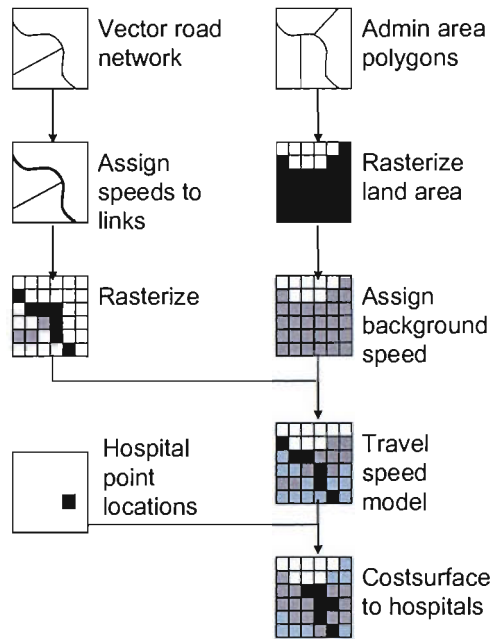 Vector road
network
Admin area
polygons
Assign
speeds to
links
Rasterize
land area
Rasterize
Assign
background
speed
Hospital
point
locations
Travel
speed
model
Costsurface
to hospitals